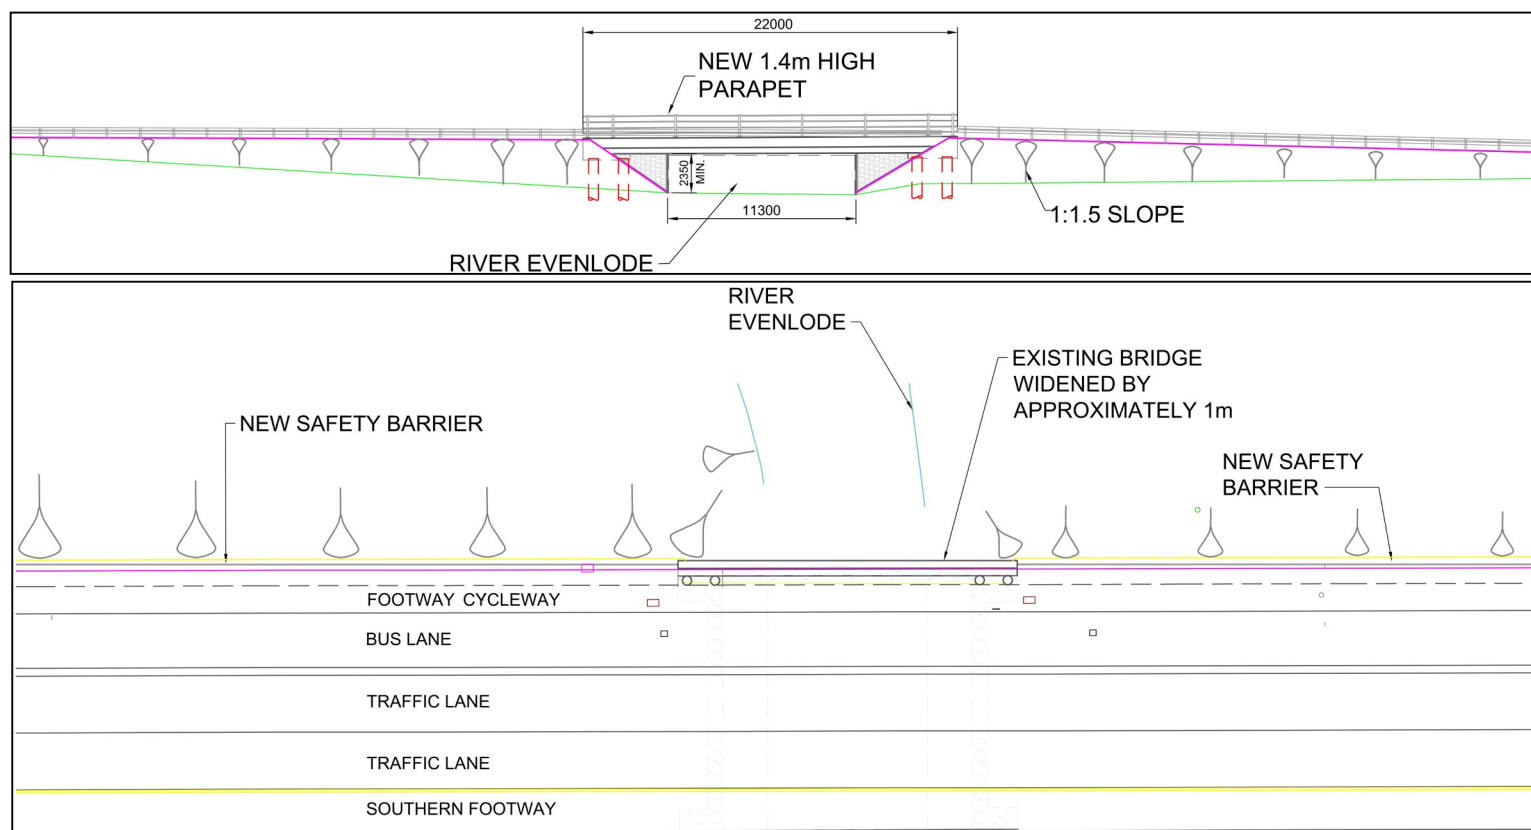 22000
NEW 1.4m HIGH
PARAPET
2350
MIN.
11300
1:1.5 SLOPE
RIVER EVENLODE
RIVER
EVENLODE
EXISTING BRIDGE
WIDENED BY
APPROXIMATELY 1m
NEW SAFETY BARRIER
NEW SAFETY
BARRIER
FOOTWAY CYCLEWAY
BUS LANE
TRAFFIC LANE
TRAFFIC LANE
SOUTHERN FOOTWAY